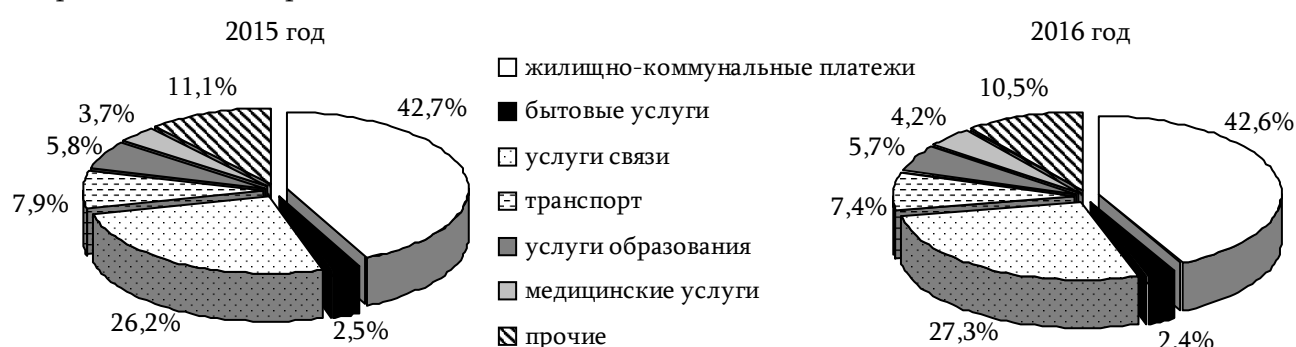 2015 год
2016 год
11,1%
42,7%
3,7%
5,8%
7,9%
26,2%
2,5%
жилищно-коммунальные платежи
бытовые услуги
услуги связи
транспорт
услуги образования
медицинские услуги
прочие
10,5%
42,6%
4,2%
5,7%
7,4%
27,3%
2,4%